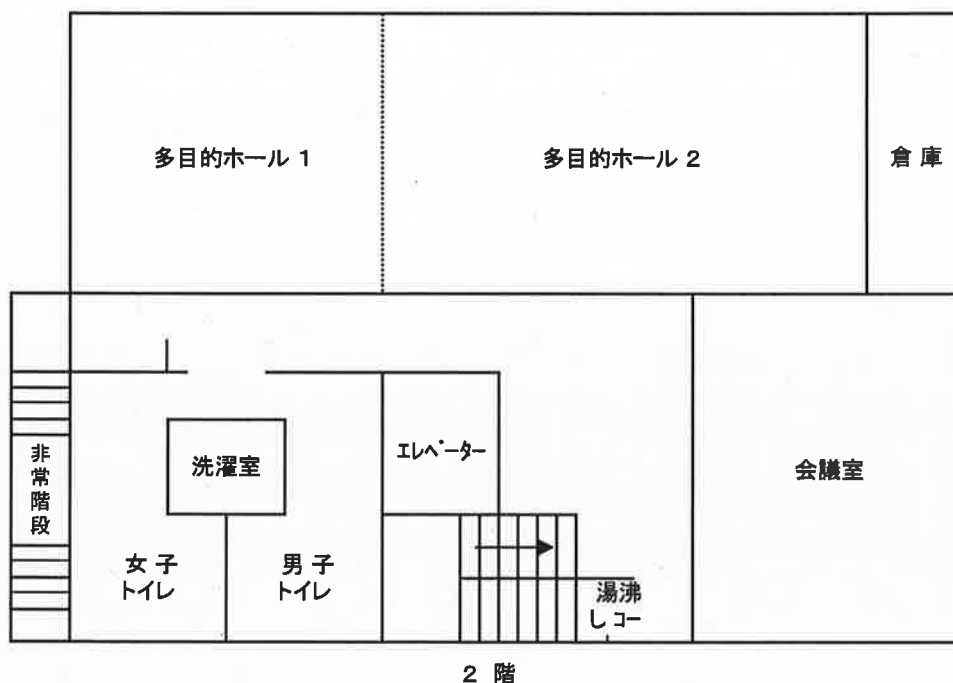 多目的ホール 1
多目的ホール 2
倉 庫
非常階段
洗濯室
エレベーター
会議室
女 子
トイレ
男 子
トイレ
湯沸
し コー
2 階